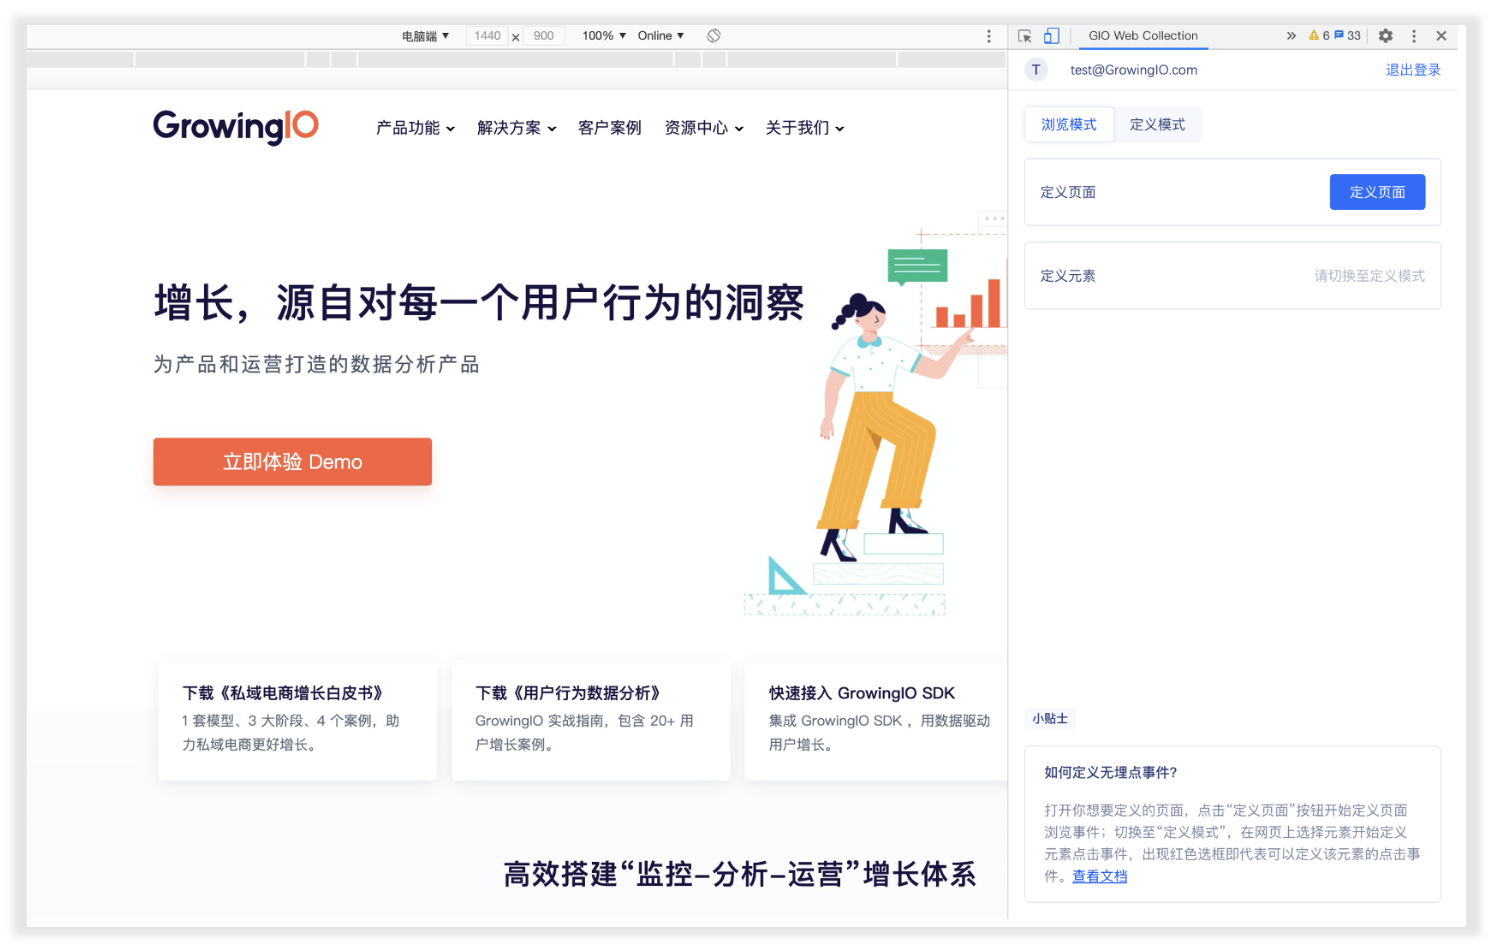 电脑端 ▼ 1440 x 900 100% ▼ Online ▼
GIO Web Collection » 6 33
T test@GrowingIO.com 退出登录
浏览模式 定义模式
定义页面 定义页面
定义元素 请切换至定义模式
GrowingIO 产品功能 解决方案 客户案例 资源中心 关于我们
增长，源自对每一个用户行为的洞察
为产品和运营打造的数据分析产品
立即体验 Demo
下载《私域电商增长白皮书》
1 套模型、3 大阶段、4 个案例，助
力私域电商更好增长。
下载《用户行为数据分析》
GrowingIO 实战指南，包含 20+ 用
户增长案例。
快速接入 GrowingIO SDK
集成 GrowingIO SDK ，用数据驱动
用户增长。
高效搭建“监控–分析–运营”增长体系
小贴士
如何定义无埋点事件?
打开你想要定义的页面，点击“定义页面”按钮开始定义页面
浏览事件；切换至“定义模式”，在网页上选择元素开始定义
元素点击事件，出现红色选框即代表可以定义该元素的点击事
件。查看文档